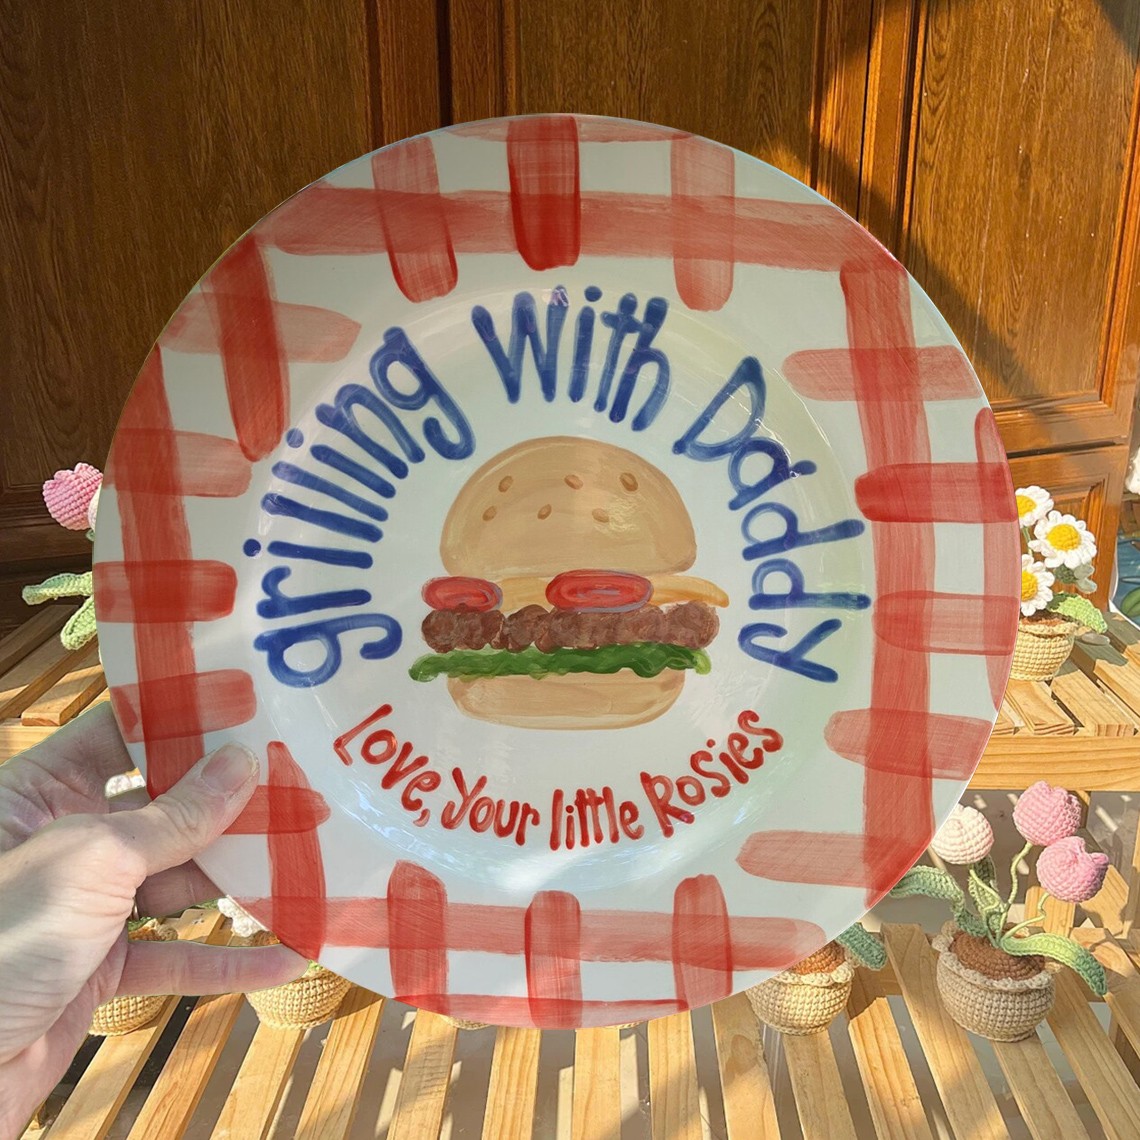 grilling With Daddy
Love, Your little Rosies